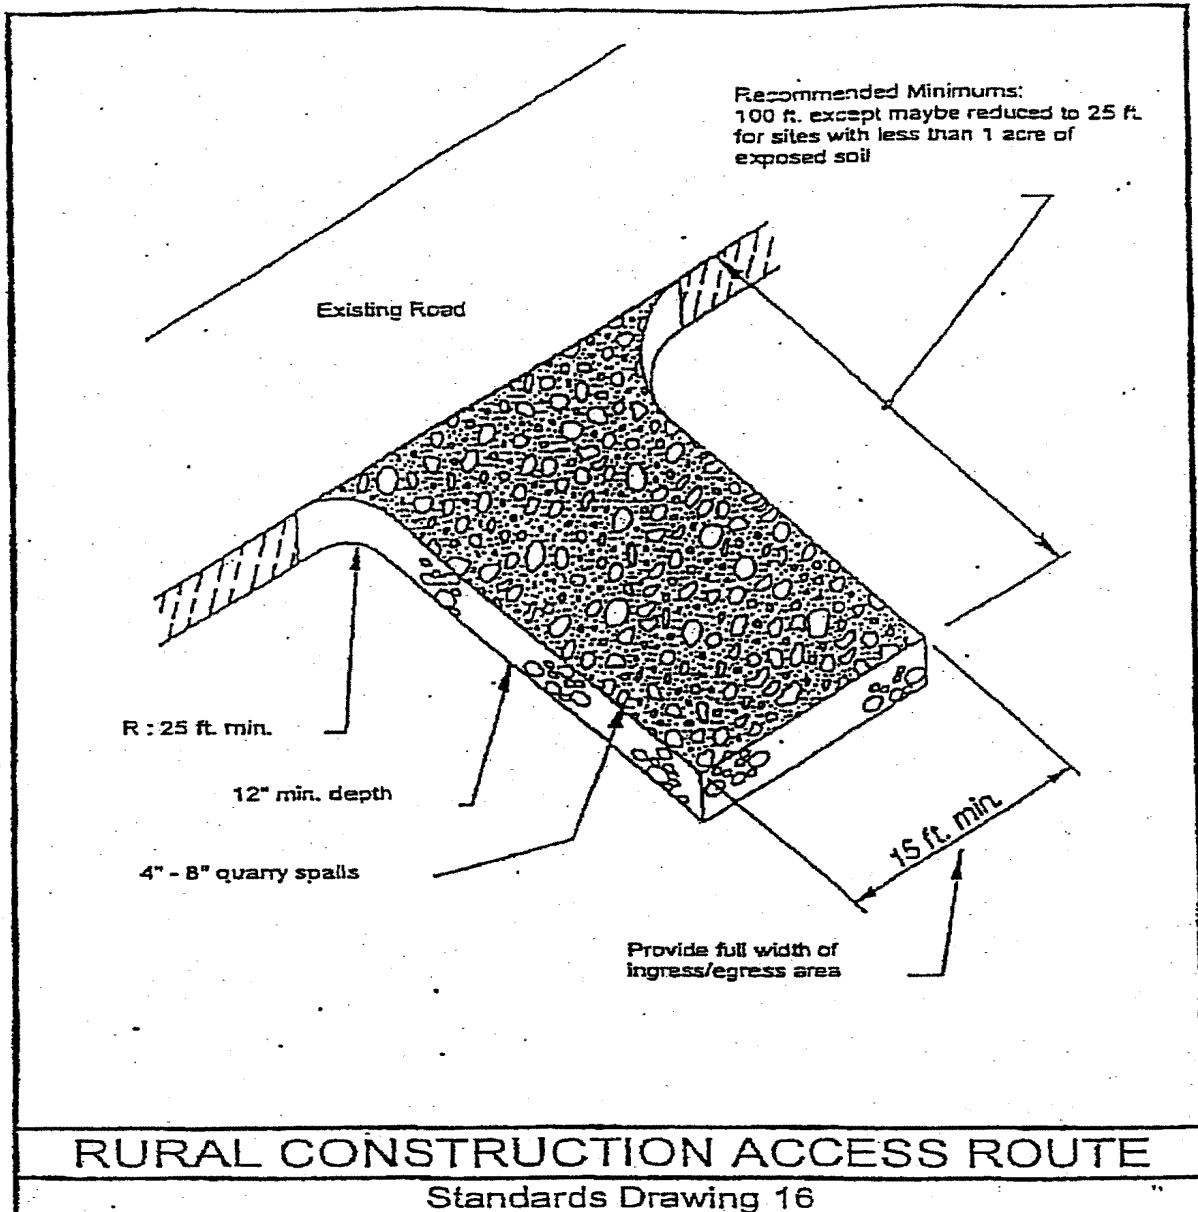 Recommended Minimums:
100 ft. except maybe reduced to 25 ft.
for sites with less than 1 acre of
exposed soil
Existing Road
R : 25 ft. min.
12" min. depth
4" - 8" quarry spalls
15 ft. min.
Provide full width of
ingress/egress area
RURAL CONSTRUCTION ACCESS ROUTE
Standards Drawing 16